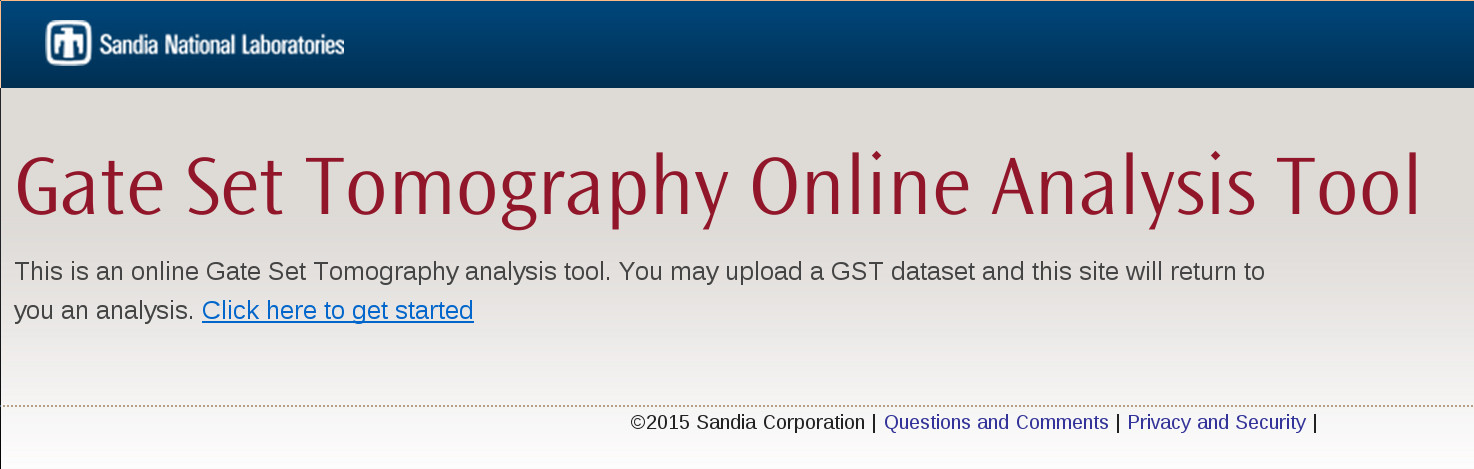 Sandia National Laboratories
Gate Set Tomography Online Analysis Tool
This is an online Gate Set Tomography analysis tool. You may upload a GST dataset and this site will return to
you an analysis. Click here to get started
©2015 Sandia Corporation | Questions and Comments | Privacy and Security |